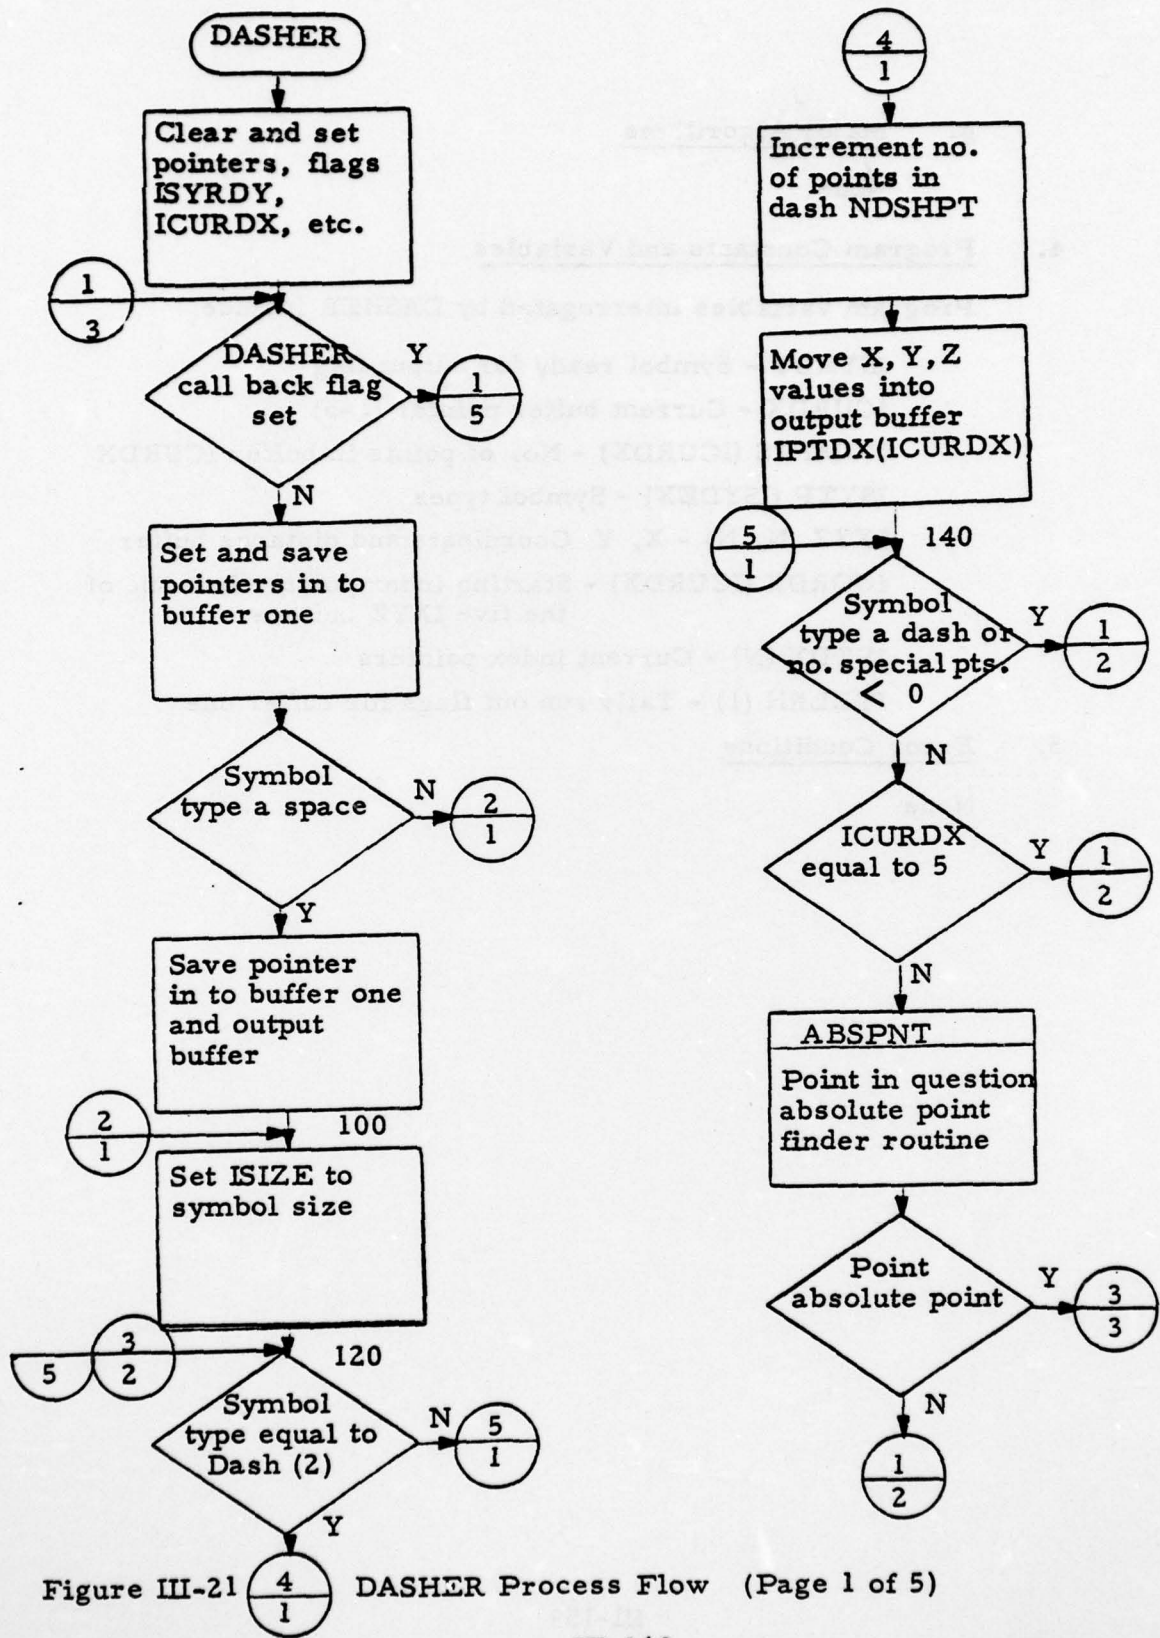 DASHER
Clear and set
pointers, flags
ISYRDY,
ICURDX, etc.
1
3
DASHER
call back flag
set
Y
1
5
N
Set and save
pointers in to
buffer one
Symbol
type a space
N
2
1
Y
Save pointer
in to buffer one
and output
buffer
2
1
100
Set ISIZE to
symbol size
5
3
2
120
Symbol
type equal to
Dash (2)
N
5
1
Y
4
1
4
1
Increment no.
of points in
dash NDSHPT
Move X, Y, Z
values into
output buffer
IPTDX(ICURDX))
5
1
140
Symbol
type a dash or
no. special pts.
< 0
Y
1
2
N
ICURDX
equal to 5
Y
1
2
N
ABSPNT
Point in question
absolute point
finder routine
Point
absolute point
Y
3
3
N
1
2
Figure III-21 DASHER Process Flow (Page 1 of 5)
4. Program Constants and Variables